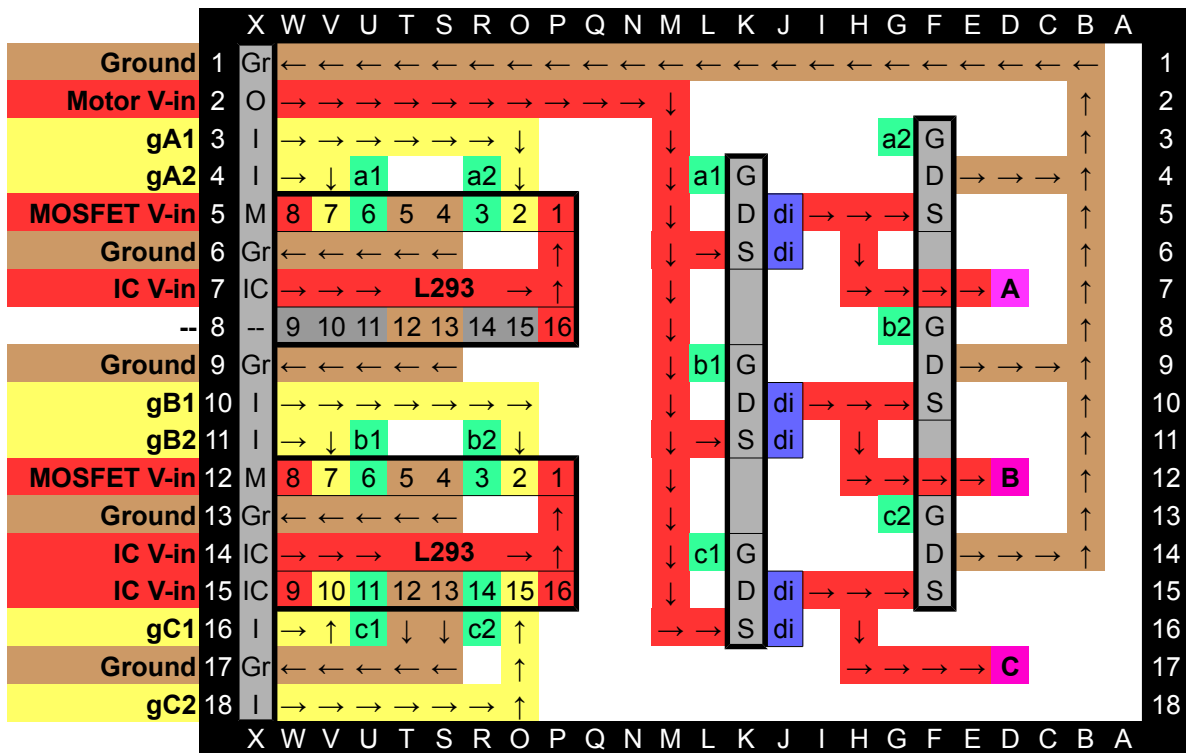 X W V U T S R O P Q N M L K J I H G F E D C B A
Ground 1 Gr ← ← ← ← ← ← ← ← ← ← ← ← ← ← ← ← ← ← ← ← ← ← 1
Motor V-in 2 O → → → → → → → → → → ↓ ↑ 2
gA1 3 I → → → → → → ↓ ↓ a2 G ↑ 3
gA2 4 I → ↓ a1 a2 ↓ ↓ a1 G D → → → ↑ 4
MOSFET V-in 5 M 8 7 6 5 4 3 2 1 ↓ D di → → → S ↑ 5
Ground 6 Gr ← ← ← ← ← ↑ ↓ → S di ↓ ↑ 6
IC V-in 7 IC → → → L293 → ↑ ↓ → → → → A ↑ 7
-- 8 -- 9 10 11 12 13 14 15 16 ↓ b2 G ↑ 8
Ground 9 Gr ← ← ← ← ← ↓ b1 G D → → → ↑ 9
gB1 10 I → → → → → → → ↓ D di → → → S ↑ 10
gB2 11 I → ↓ b1 b2 ↓ ↓ → S di ↓ ↑ 11
MOSFET V-in 12 M 8 7 6 5 4 3 2 1 ↓ → → → → B ↑ 12
Ground 13 Gr ← ← ← ← ← ↑ ↓ c2 G ↑ 13
IC V-in 14 IC → → → L293 → ↑ ↓ c1 G D → → → ↑ 14
IC V-in 15 IC 9 10 11 12 13 14 15 16 ↓ D di → → → S 15
gC1 16 I → ↑ c1 ↓ ↓ c2 ↑ → → S di ↓ 16
Ground 17 Gr ← ← ← ← ← ↑ → → → → C 17
gC2 18 I → → → → → → ↑ 18
X W V U T S R O P Q N M L K J I H G F E D C B A